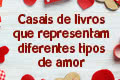 Casais de livros
que representam
diferentes tipos
de amor